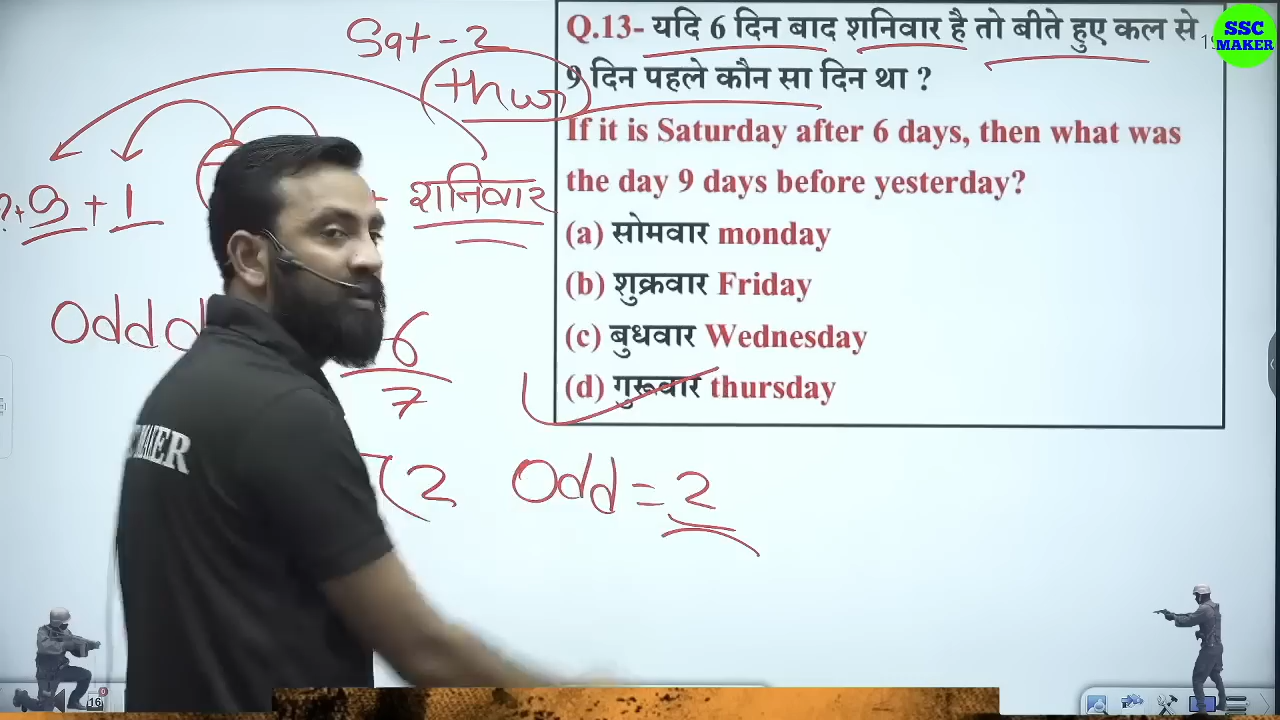 Sat - 2
thu
9 + 1
शनिवार
Odd
6
7
2 Odd = 2
Q.13- यदि 6 दिन बाद शनिवार है तो बीते हुए कल से
9 दिन पहले कौन सा दिन था ?
If it is Saturday after 6 days, then what was
the day 9 days before yesterday?
(a) सोमवार monday
(b) शुक्रवार Friday
(c) बुधवार Wednesday
(d) गुरूवार thursday
SSC
MAKER
16